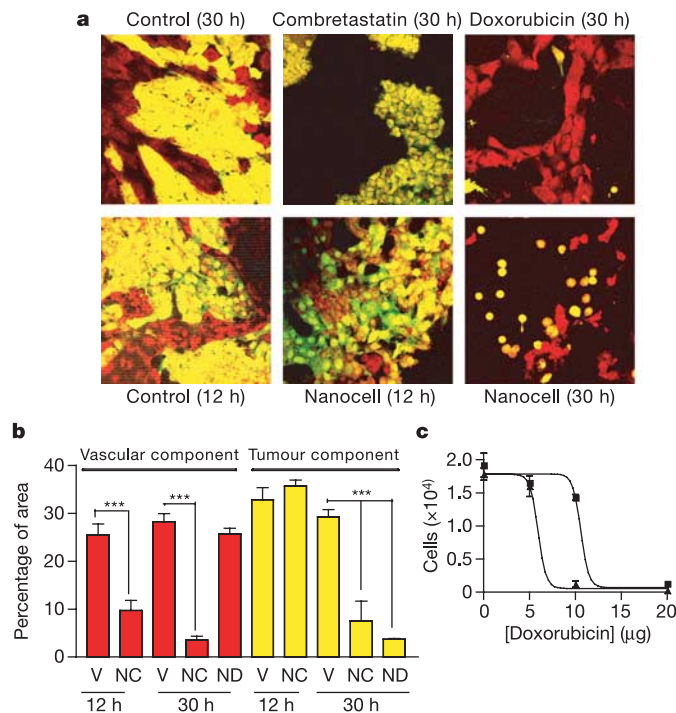 a
Control (30 h) Combretastatin (30 h) Doxorubicin (30 h)
Control (12 h) Nanocell (12 h) Nanocell (30 h)
b
Vascular component Tumour component
Percentage of area
40
30
20
10
0
*** *** ***
V NC V NC ND V NC V NC ND
12 h 30 h 12 h 30 h
c
Cells (×10⁴)
2.0
1.5
1.0
0.5
0
0 5 10 15 20
[Doxorubicin] (μg)